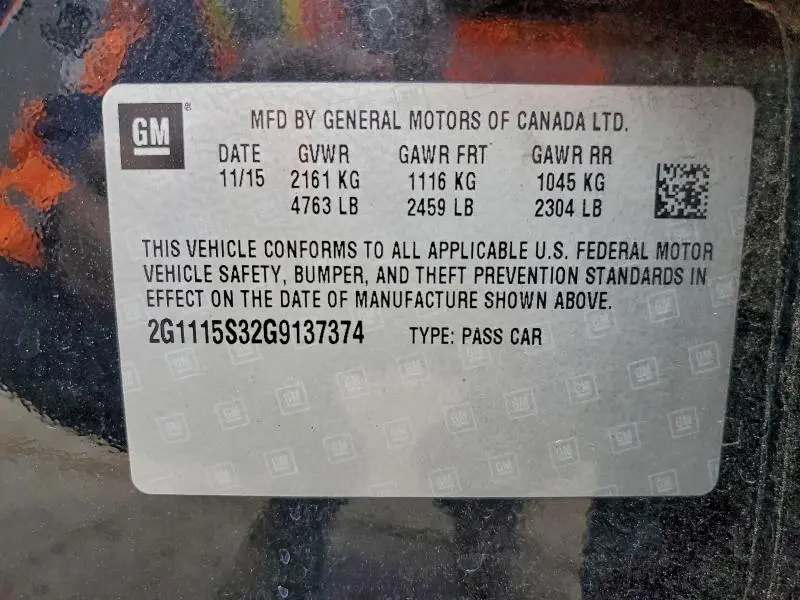 GM ®
MFD BY GENERAL MOTORS OF CANADA LTD.
DATE GVWR GAWR FRT GAWR RR
11/15 2161 KG 1116 KG 1045 KG
4763 LB 2459 LB 2304 LB
THIS VEHICLE CONFORMS TO ALL APPLICABLE U.S. FEDERAL MOTOR
VEHICLE SAFETY, BUMPER, AND THEFT PREVENTION STANDARDS IN
EFFECT ON THE DATE OF MANUFACTURE SHOWN ABOVE.
2G1115S32G9137374 TYPE: PASS CAR